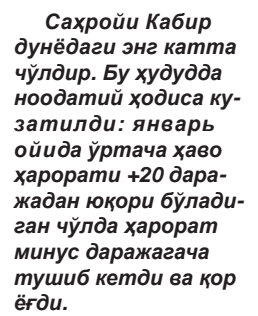 Саҳройи Кабир
дунёдаги энг катта
чўлдир. Бу ҳудудда
ноодатий ҳодиса ку-
затилди: январь
ойида ўртача ҳаво
ҳарорати +20 дара-
жадан юқори бўлади-
ган чўлда ҳарорат
минус даражагача
тушиб кетди ва қор
ёғди.